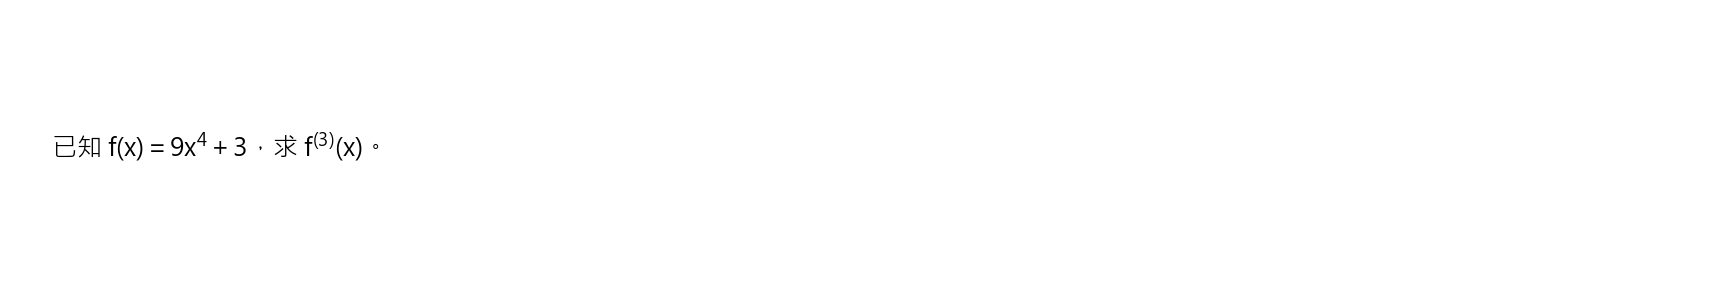 已知 f(x) = 9x⁴ + 3，求 f⁽³⁾(x)。